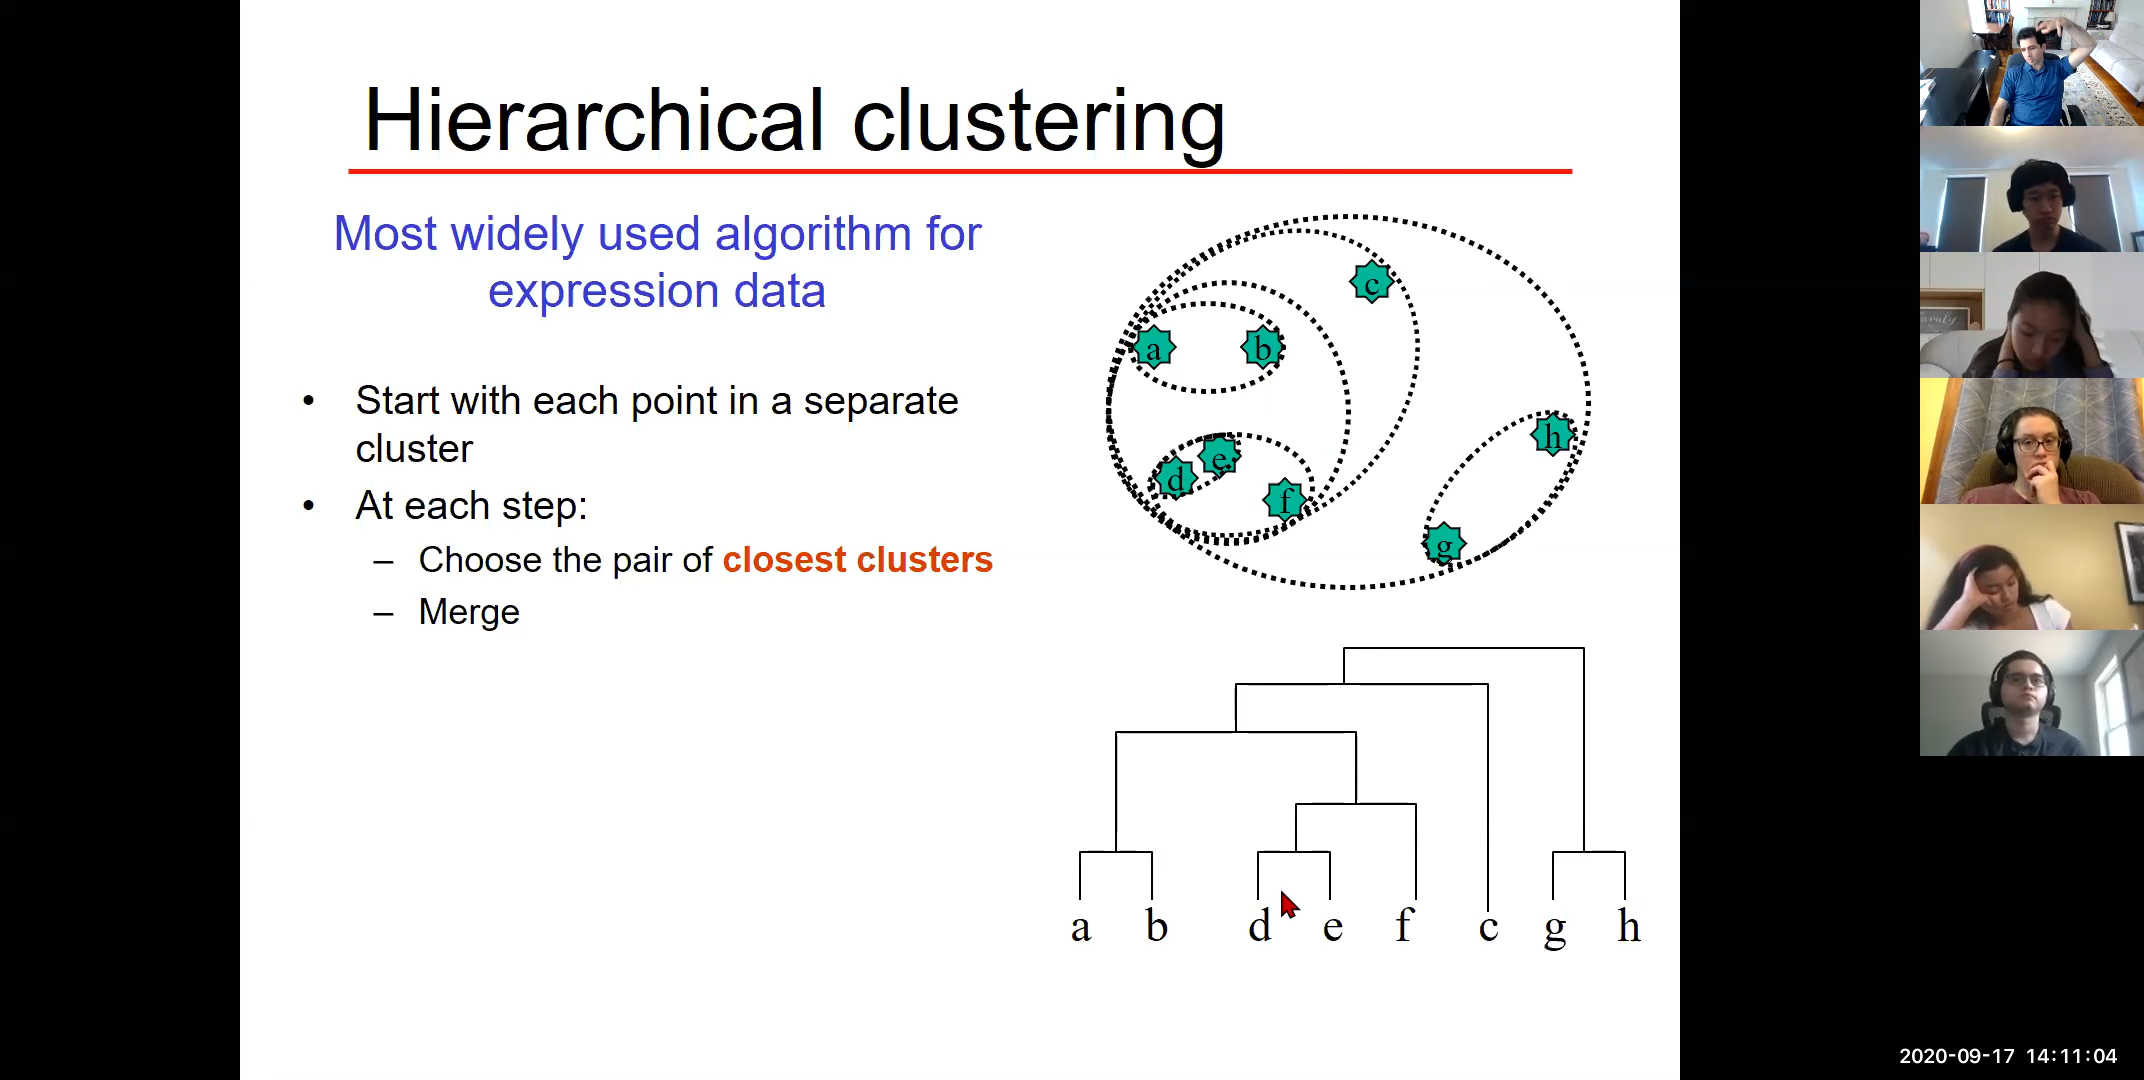 Hierarchical clustering
Most widely used algorithm for
expression data
• Start with each point in a separate
cluster
• At each step:
– Choose the pair of closest clusters
– Merge
c
a b
h
e
d
f
g
a b d e f c g h
family
2020-09-17 14:11:04